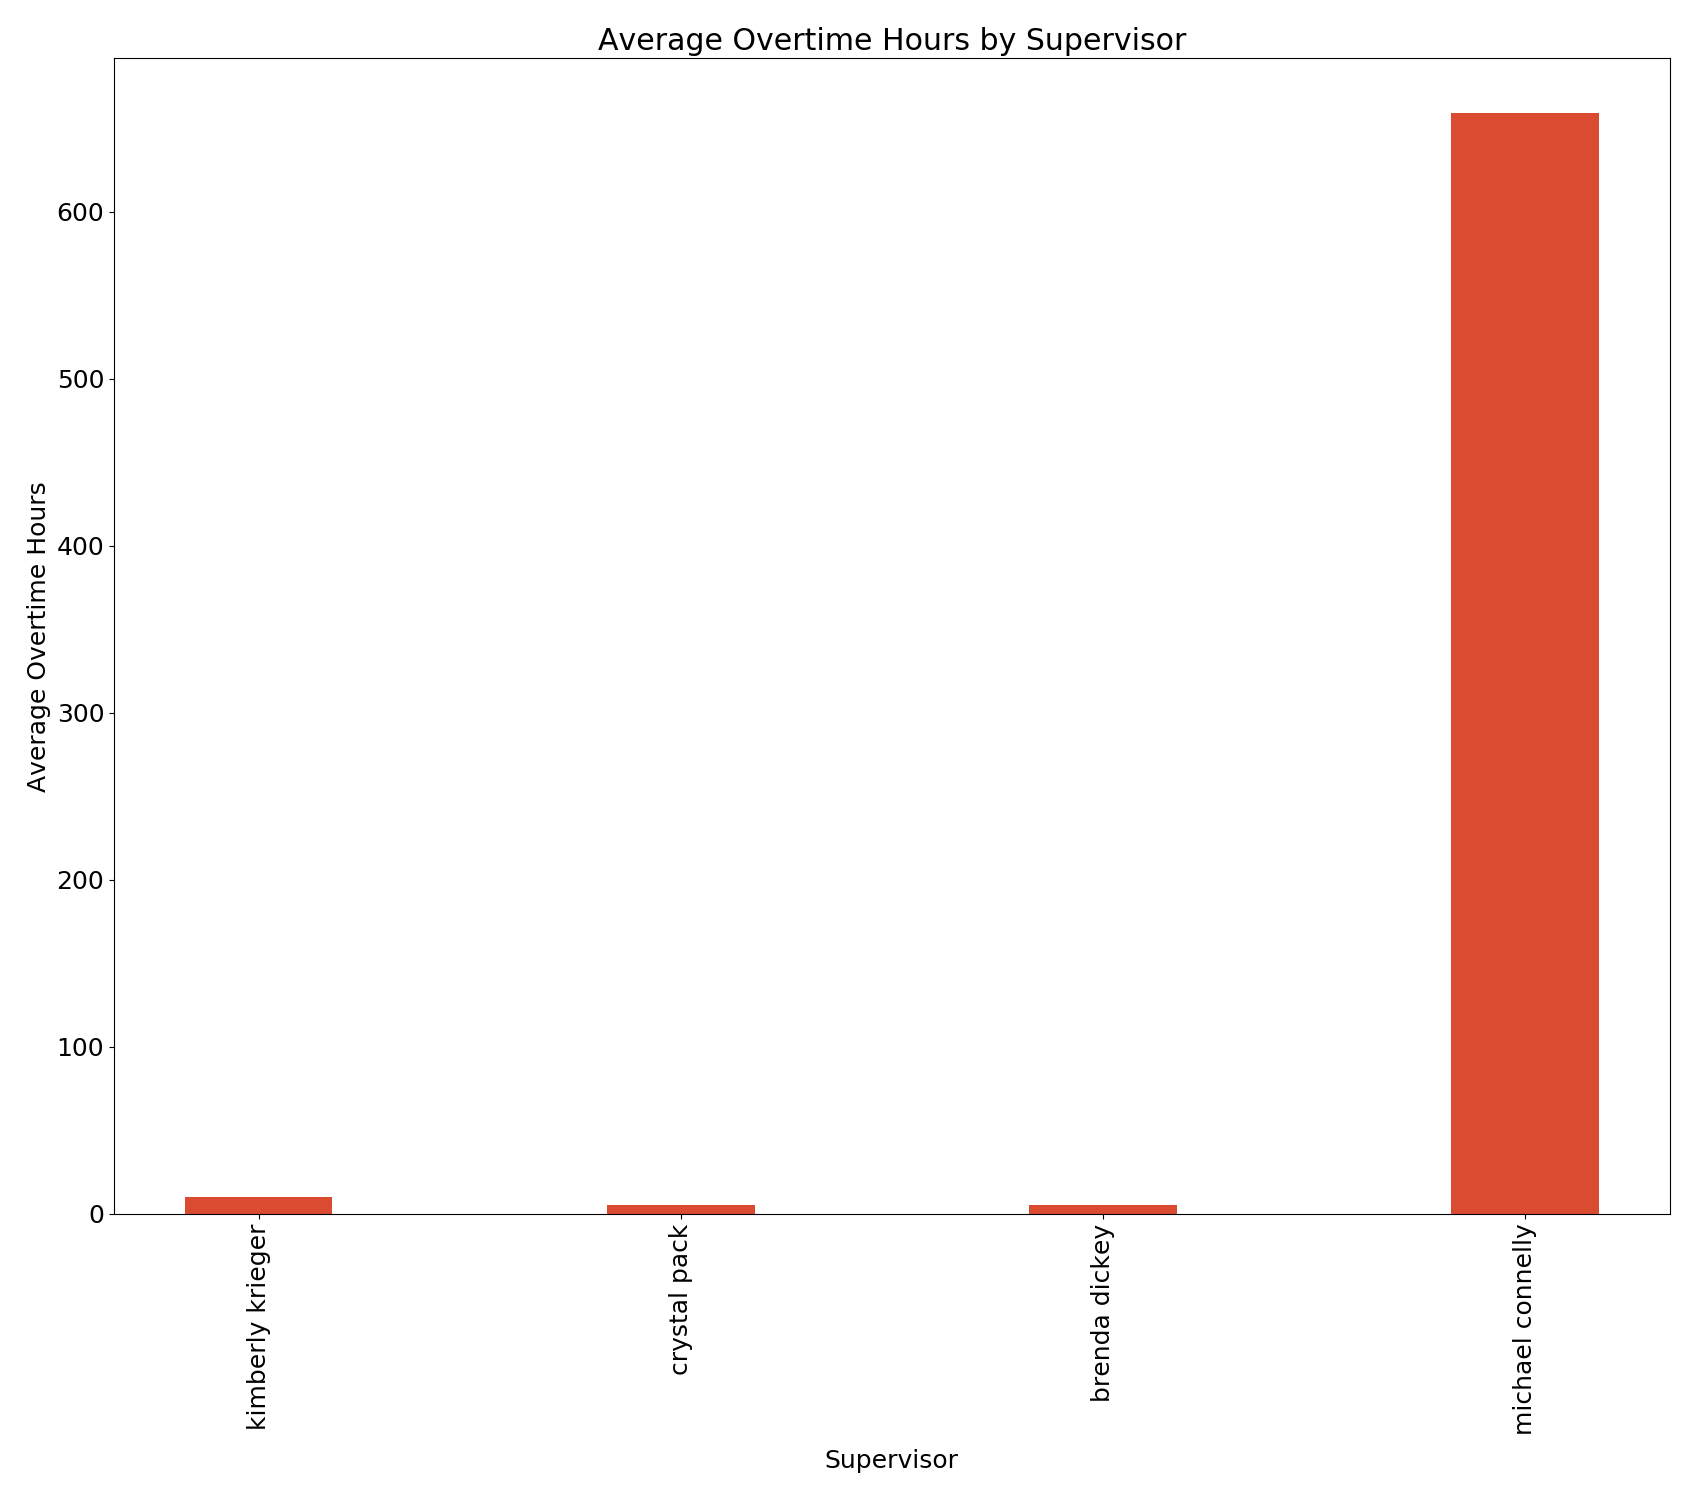 Average Overtime Hours by Supervisor
Average Overtime Hours
600
500
400
300
200
100
0
kimberly krieger
crystal pack
brenda dickey
michael connelly
Supervisor